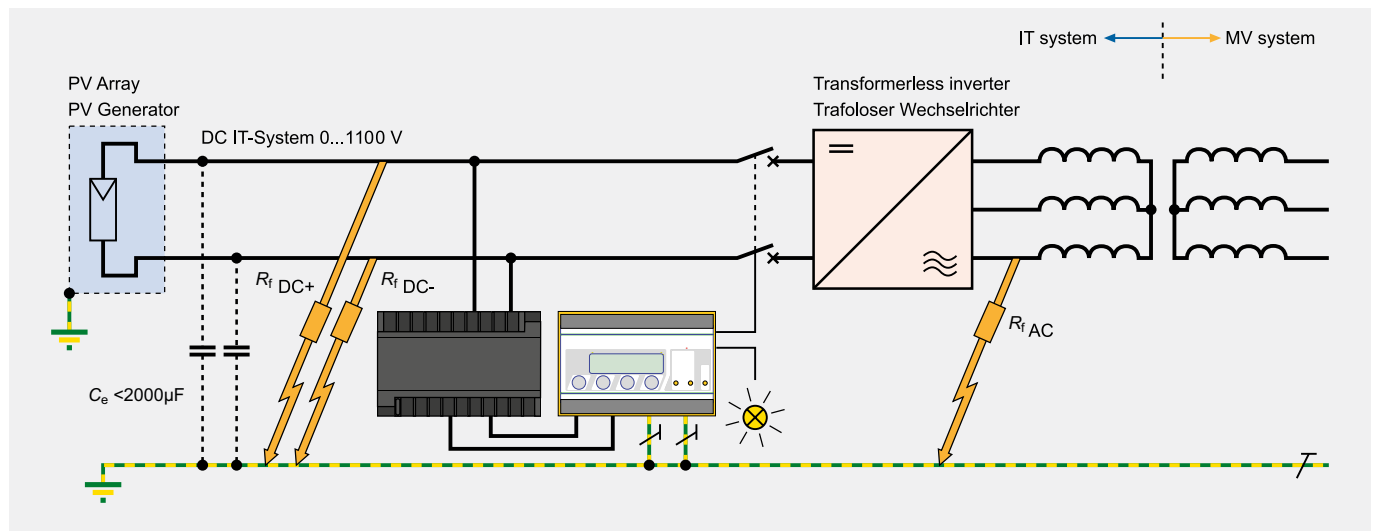 IT system
MV system
PV Array
PV Generator
Transformerless inverter
Trafoloser Wechselrichter
DC IT-System 0...1100 V
Rf DC+
Rf DC-
Rf AC
Ce <2000µF